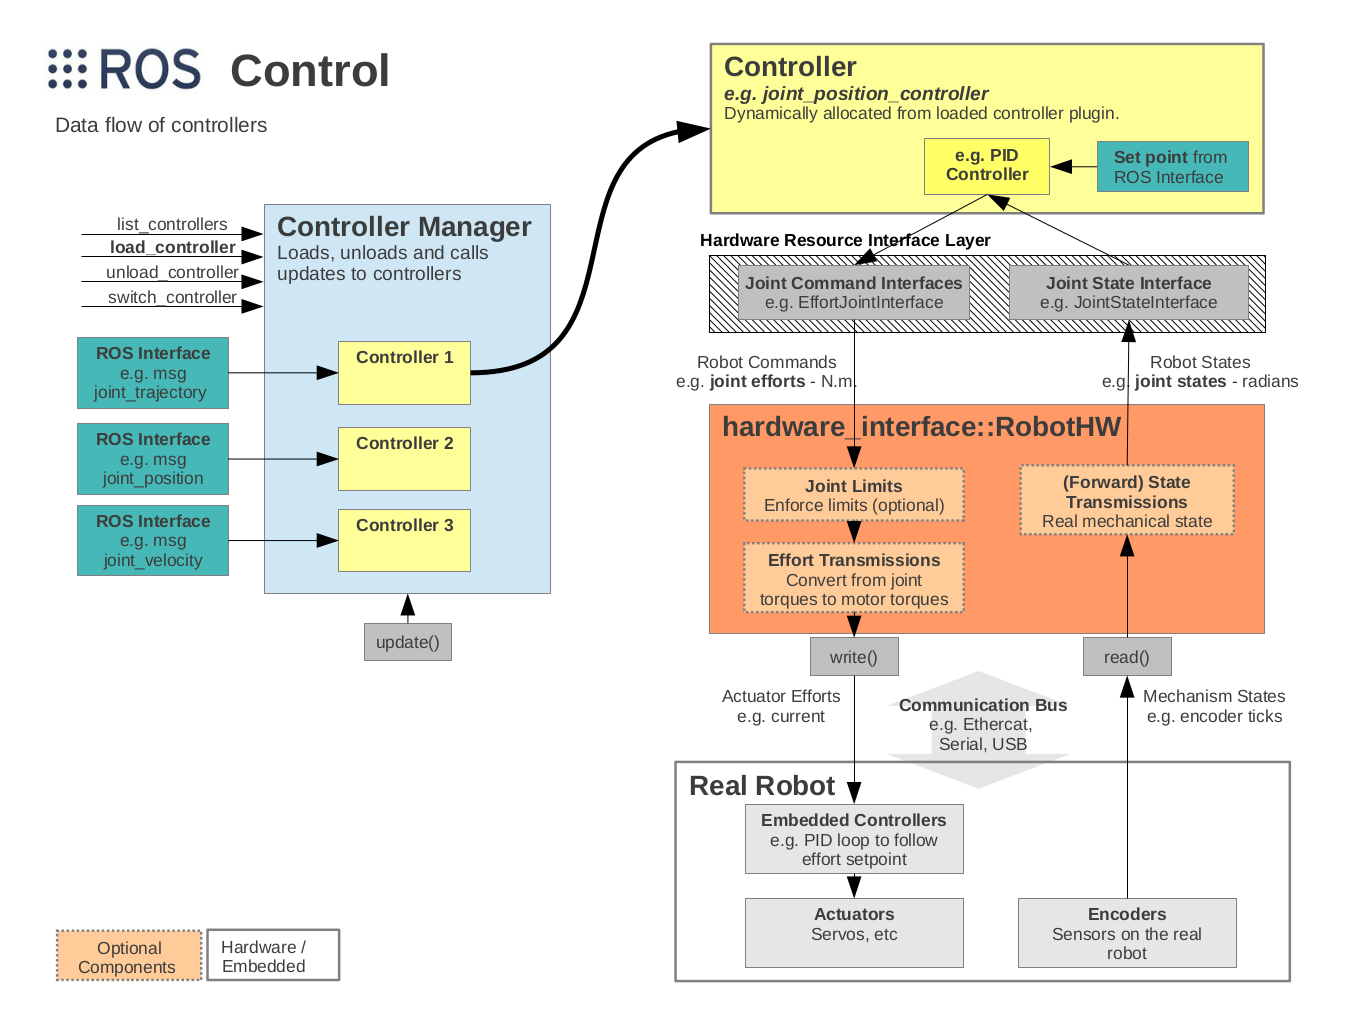 ROS Control
Data flow of controllers
list_controllers
load_controller
unload_controller
switch_controller
Controller Manager
Loads, unloads and calls
updates to controllers
ROS Interface
e.g. msg
joint_trajectory
Controller 1
ROS Interface
e.g. msg
joint_position
Controller 2
ROS Interface
e.g. msg
joint_velocity
Controller 3
update()
Controller
e.g. joint_position_controller
Dynamically allocated from loaded controller plugin.
e.g. PID
Controller
Set point from
ROS Interface
Hardware Resource Interface Layer
Joint Command Interfaces
e.g. EffortJointInterface
Joint State Interface
e.g. JointStateInterface
Robot Commands
e.g. joint efforts - N.m.
Robot States
e.g. joint states - radians
hardware_interface::RobotHW
Joint Limits
Enforce limits (optional)
Effort Transmissions
Convert from joint
torques to motor torques
(Forward) State
Transmissions
Real mechanical state
write()
read()
Actuator Efforts
e.g. current
Communication Bus
e.g. Ethercat,
Serial, USB
Mechanism States
e.g. encoder ticks
Real Robot
Embedded Controllers
e.g. PID loop to follow
effort setpoint
Actuators
Servos, etc
Encoders
Sensors on the real
robot
Optional
Components
Hardware /
Embedded